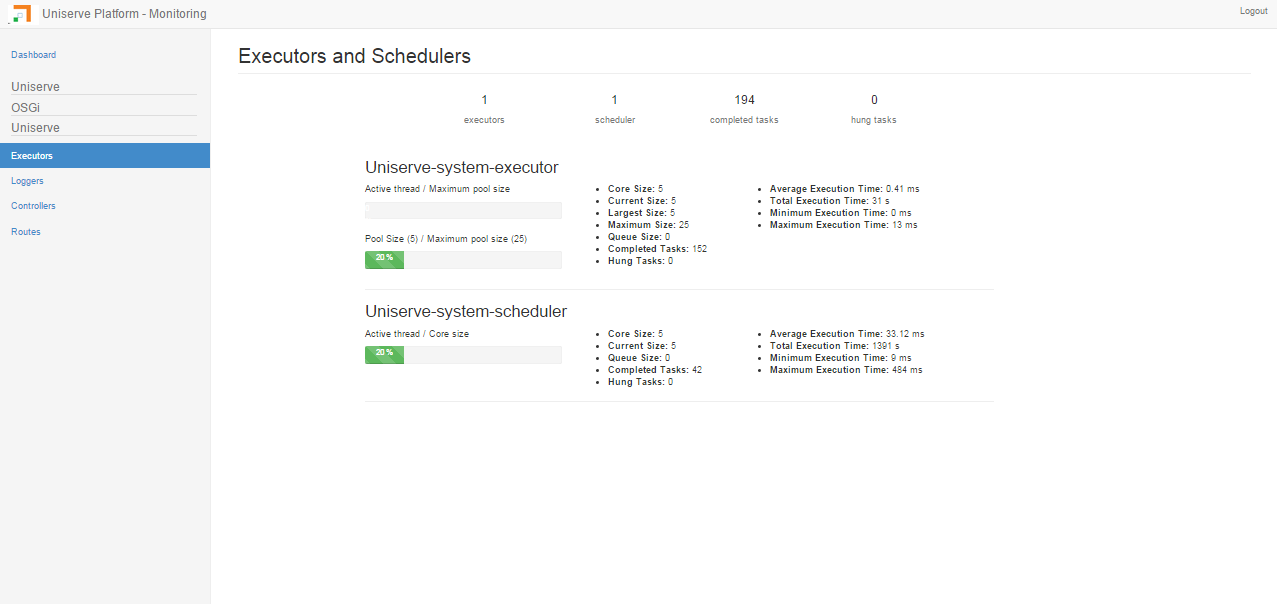 Uniserve Platform - Monitoring
Logout
Dashboard
Uniserve
OSGi
Uniserve
Executors
Loggers
Controllers
Routes
Executors and Schedulers
1
executors
1
scheduler
194
completed tasks
0
hung tasks
Uniserve-system-executor
Active thread / Maximum pool size
Pool Size (5) / Maximum pool size (25)
20 %
Core Size: 5
Current Size: 5
Largest Size: 5
Maximum Size: 25
Queue Size: 0
Completed Tasks: 152
Hung Tasks: 0
Average Execution Time: 0.41 ms
Total Execution Time: 31 s
Minimum Execution Time: 0 ms
Maximum Execution Time: 13 ms
Uniserve-system-scheduler
Active thread / Core size
20 %
Core Size: 5
Current Size: 5
Queue Size: 0
Completed Tasks: 42
Hung Tasks: 0
Average Execution Time: 33.12 ms
Total Execution Time: 1391 s
Minimum Execution Time: 9 ms
Maximum Execution Time: 484 ms